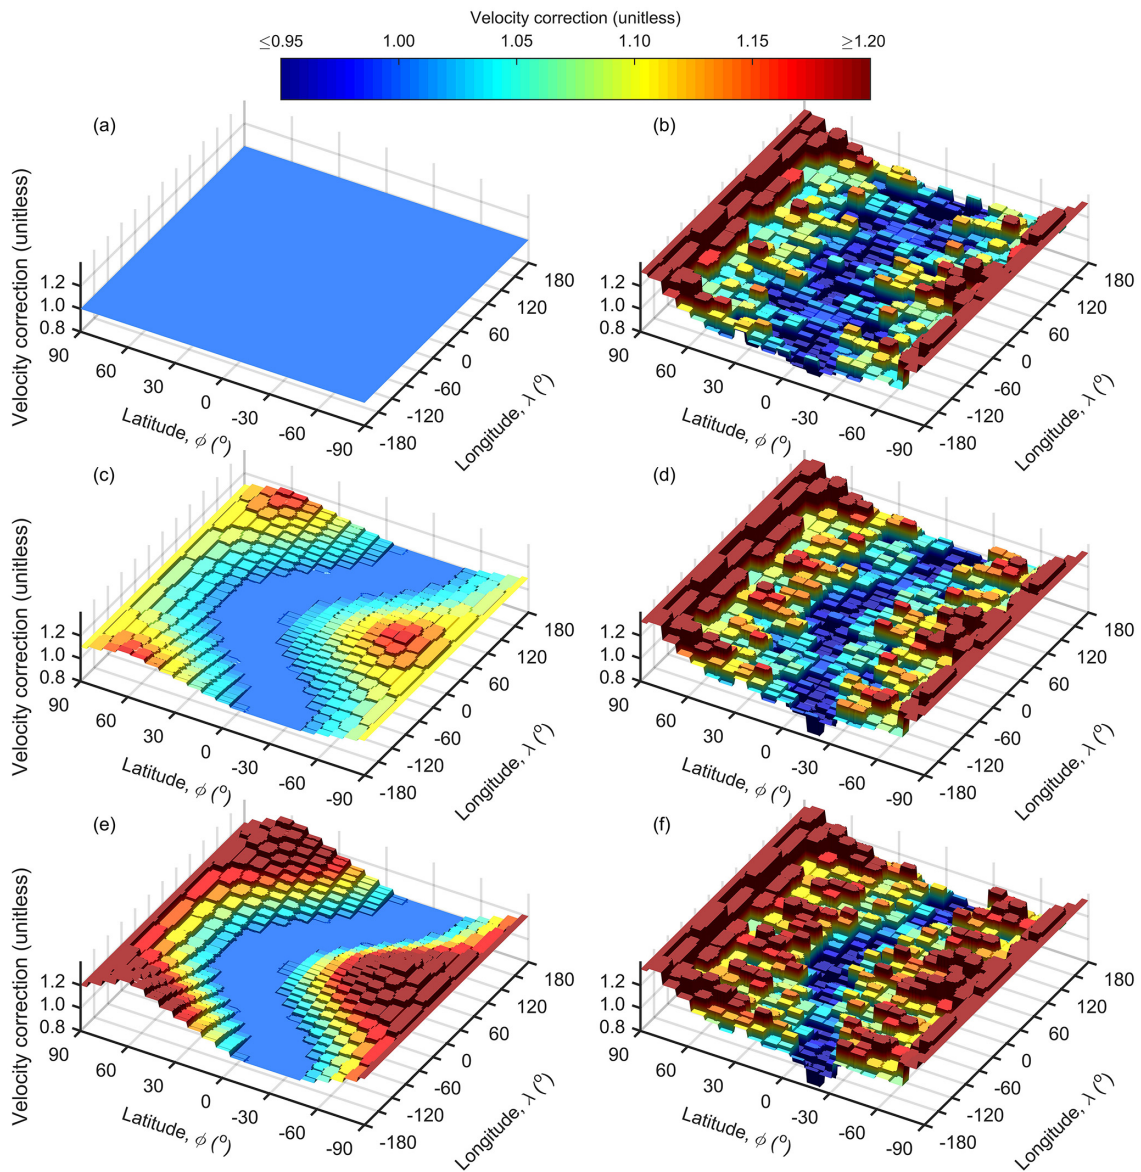 Velocity correction (unitless)
≤0.95 1.00 1.05 1.10 1.15 ≥1.20
(a)
Velocity correction (unitless)
1.2
1.0
0.8
90 60 30 0 -30 -60 -90
Latitude, ϕ (º)
180
120
60
0
-60
-120
-180
Longitude, λ (º)
(b)
1.2
1.0
0.8
90 60 30 0 -30 -60 -90
Latitude, ϕ (º)
180
120
60
0
-60
-120
-180
Longitude, λ (º)
(c)
Velocity correction (unitless)
1.2
1.0
0.8
90 60 30 0 -30 -60 -90
Latitude, ϕ (º)
180
120
60
0
-60
-120
-180
Longitude, λ (º)
(d)
1.2
1.0
0.8
90 60 30 0 -30 -60 -90
Latitude, ϕ (º)
180
120
60
0
-60
-120
-180
Longitude, λ (º)
(e)
Velocity correction (unitless)
1.2
1.0
0.8
90 60 30 0 -30 -60 -90
Latitude, ϕ (º)
180
120
60
0
-60
-120
-180
Longitude, λ (º)
(f)
1.2
1.0
0.8
90 60 30 0 -30 -60 -90
Latitude, ϕ (º)
180
120
60
0
-60
-120
-180
Longitude, λ (º)